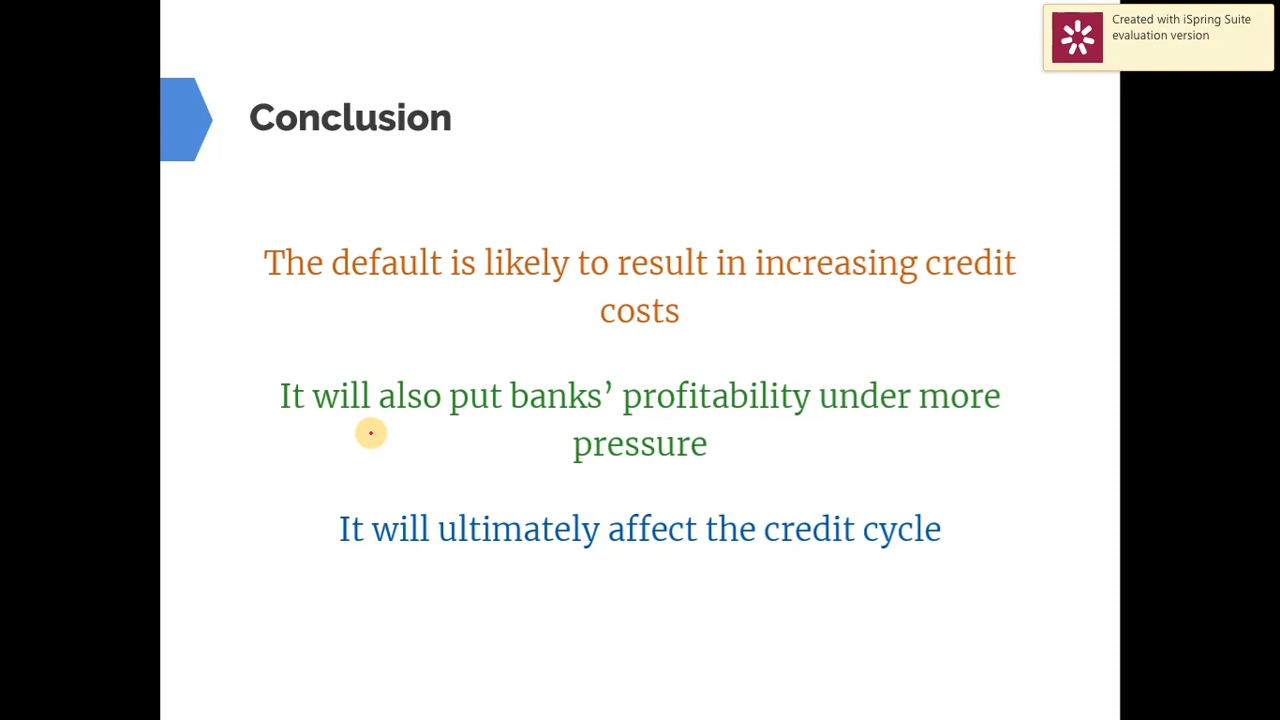 Created with iSpring Suite
evaluation version
Conclusion
The default is likely to result in increasing credit
costs
It will also put banks’ profitability under more
pressure
It will ultimately affect the credit cycle